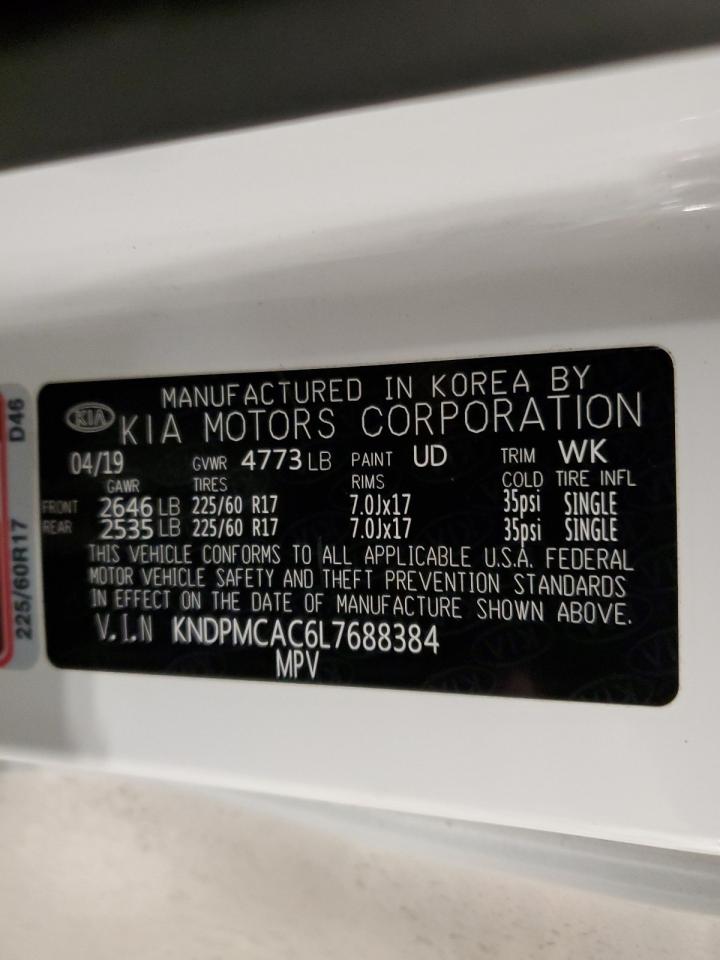 MANUFACTURED IN KOREA BY
KIA KIA MOTORS CORPORATION
04/19 GVWR 4773 LB PAINT UD TRIM WK
GAWR TIRES RIMS COLD TIRE INFL
FRONT 2646 LB 225/60 R17 7.0Jx17 35psi SINGLE
REAR 2535 LB 225/60 R17 7.0Jx17 35psi SINGLE
THIS VEHICLE CONFORMS TO ALL APPLICABLE U.S.A. FEDERAL
MOTOR VEHICLE SAFETY AND THEFT PREVENTION STANDARDS
IN EFFECT ON THE DATE OF MANUFACTURE SHOWN ABOVE.
V.I.N KNDPMCAC6L7688384
MPV
225/60R17 D46